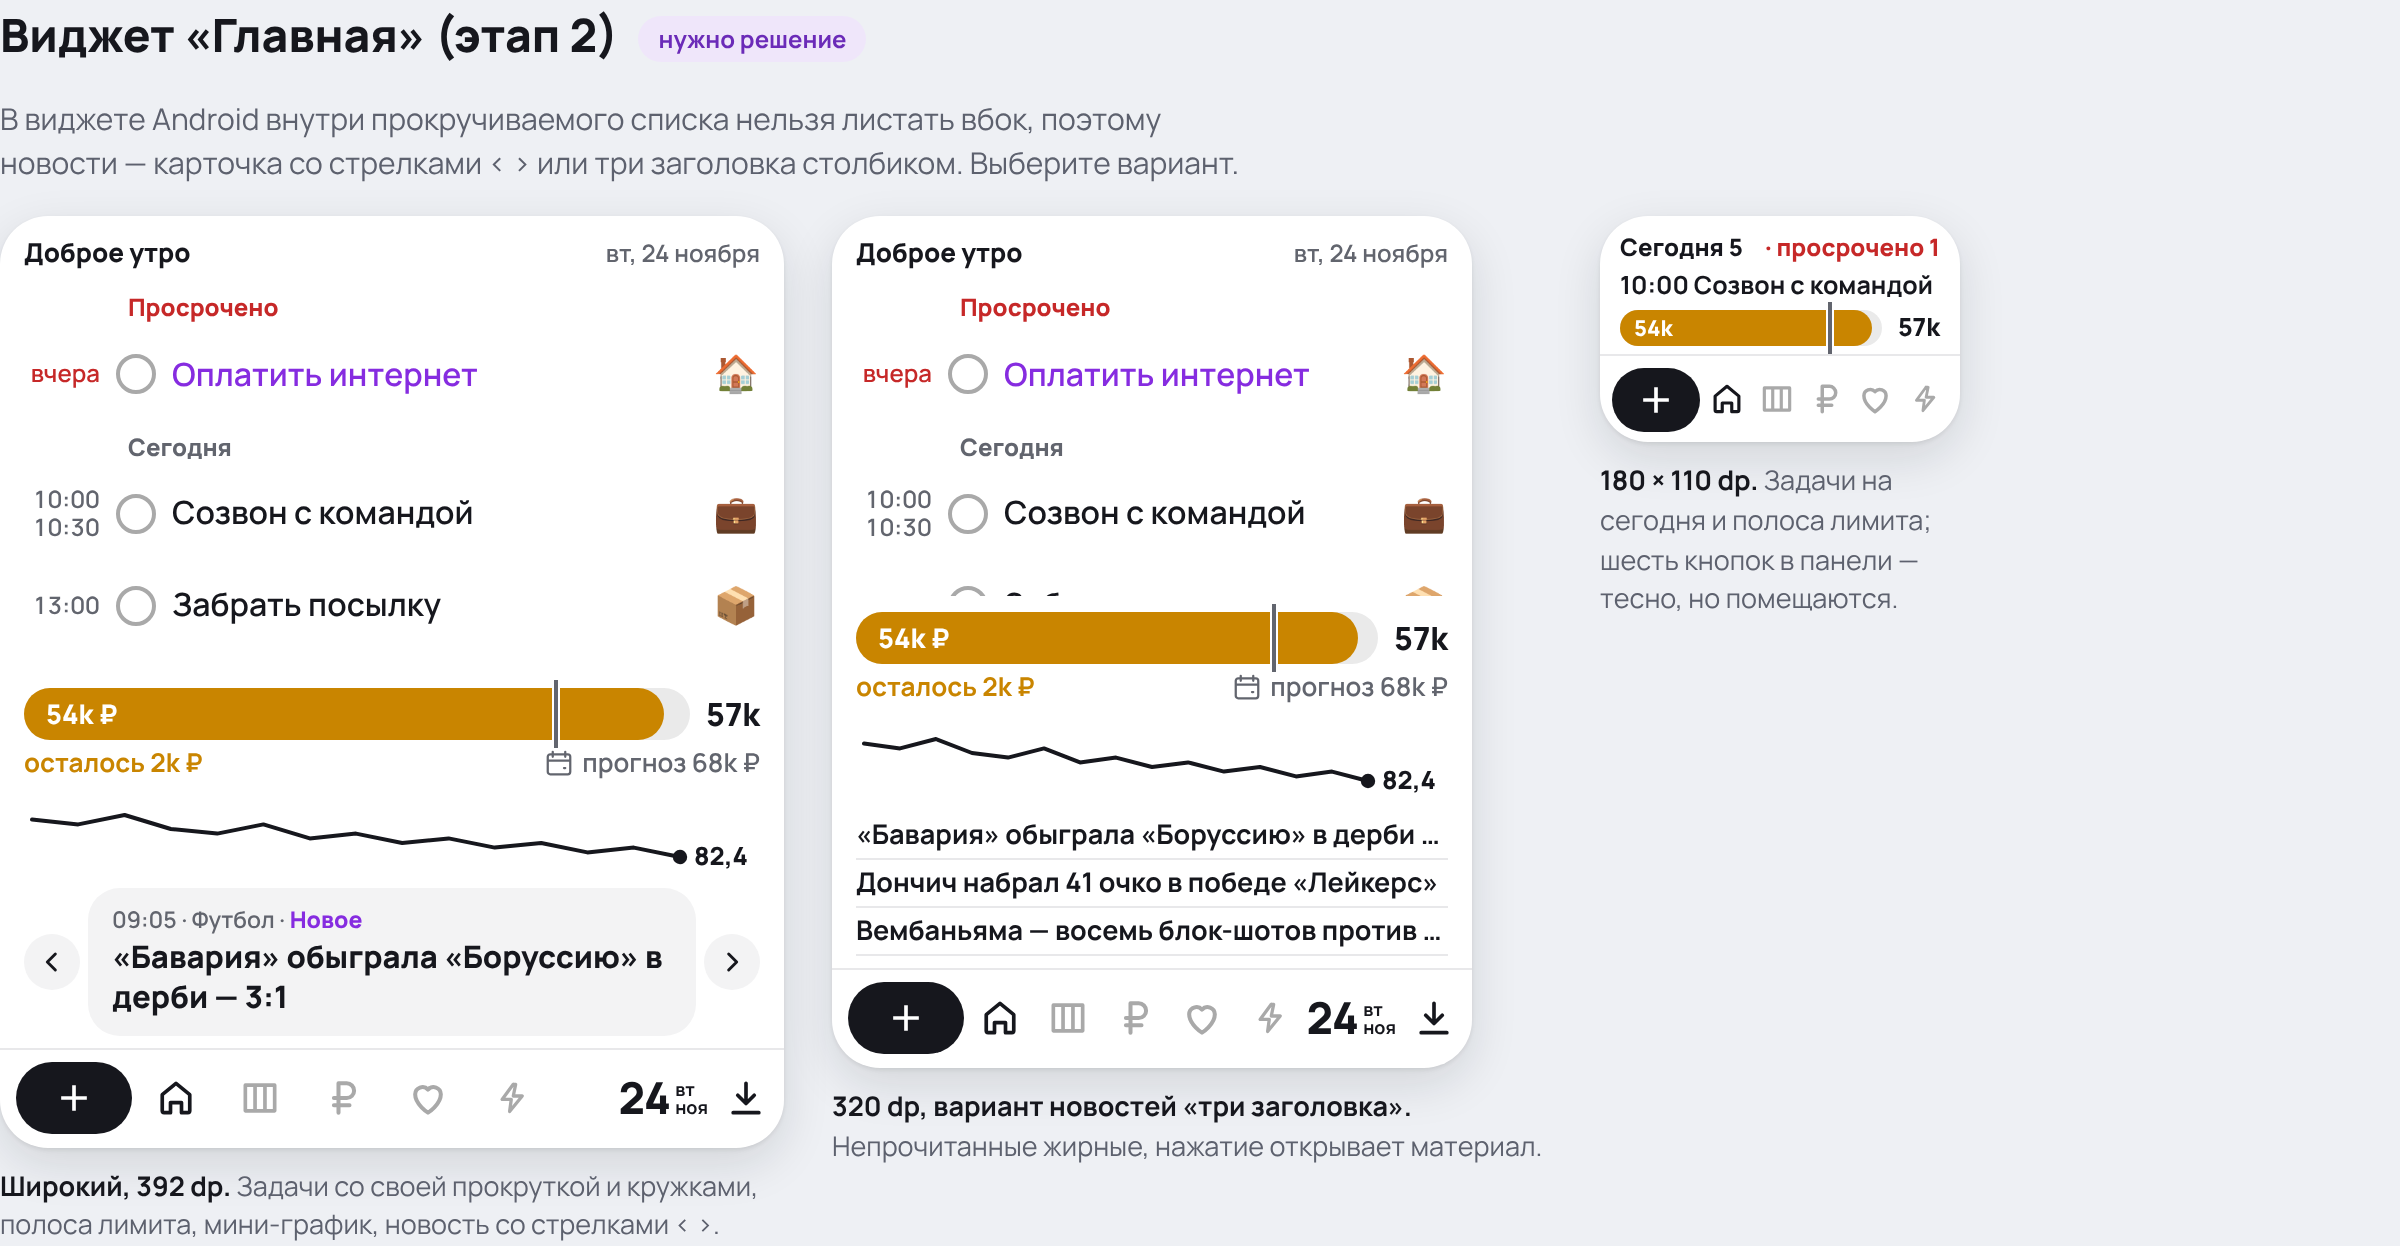 Виджет «Главная» (этап 2)
нужно решение
В виджете Android внутри прокручиваемого списка нельзя листать вбок, поэтому
новости — карточка со стрелками ‹ › или три заголовка столбиком. Выберите вариант.
Доброе утро
вт, 24 ноября
Просрочено
вчера
Оплатить интернет
Сегодня
10:00
10:30
Созвон с командой
13:00
Забрать посылку
54k ₽
57k
осталось 2k ₽
прогноз 68k ₽
82,4
09:05 · Футбол · Новое
«Бавария» обыграла «Боруссию» в
дерби — 3:1
24
вт
ноя
Широкий, 392 dp. Задачи со своей прокруткой и кружками,
полоса лимита, мини-график, новость со стрелками ‹ ›.
Доброе утро
вт, 24 ноября
Просрочено
вчера
Оплатить интернет
Сегодня
10:00
10:30
Созвон с командой
54k ₽
57k
осталось 2k ₽
прогноз 68k ₽
82,4
«Бавария» обыграла «Боруссию» в дерби ...
Дончич набрал 41 очко в победе «Лейкерс»
Вембаньяма — восемь блок-шотов против ...
24
вт
ноя
320 dp, вариант новостей «три заголовка».
Непрочитанные жирные, нажатие открывает материал.
Сегодня 5 · просрочено 1
10:00 Созвон с командой
54k
57k
180 × 110 dp. Задачи на
сегодня и полоса лимита;
шесть кнопок в панели —
тесно, но помещаются.